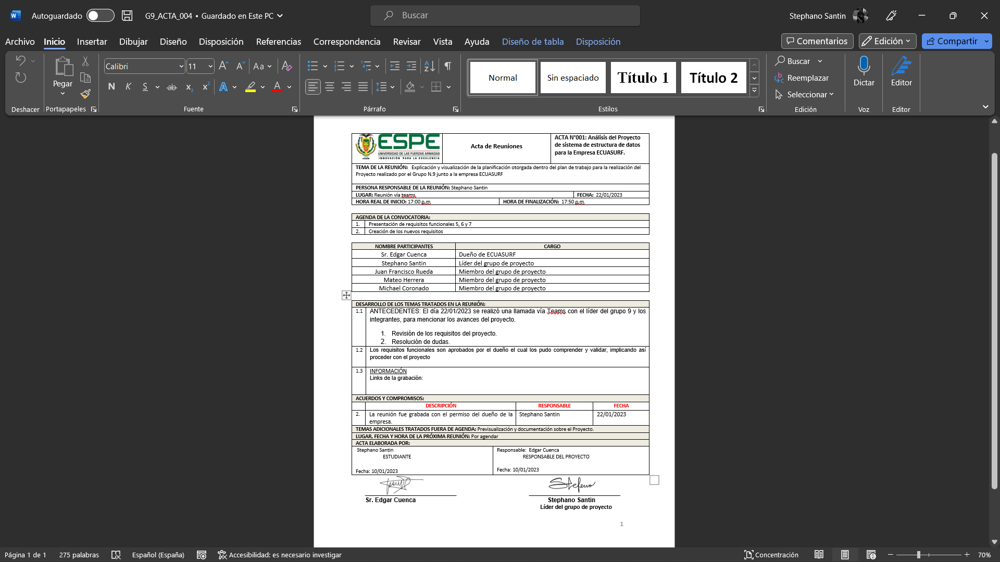 Autoguardado
G9_ACTA_004 • Guardado en Este PC
Buscar
Stephano Santin
Archivo Inicio Insertar Dibujar Diseño Disposición Referencias Correspondencia Revisar Vista Ayuda Diseño de tabla Disposición
Comentarios Edición Compartir
Pegar
Deshacer
Portapapeles
Calibri 11
Aa
N K S ab x₂ x² A A
Fuente
Párrafo
Normal
Sin espaciado
Título 1
Título 2
Estilos
Buscar
Reemplazar
Seleccionar
Edición
Dictar
Voz
Editor
Editor
ESPE
UNIVERSIDAD DE LAS FUERZAS ARMADAS
INNOVACIÓN PARA LA EXCELENCIA
Acta de Reuniones
ACTA N°001: Análisis del Proyecto
de sistema de estructura de datos
para la Empresa ECUASURF.
TEMA DE LA REUNIÓN: Explicación y visualización de la planificación otorgada dentro del plan de trabajo para la realización del
Proyecto realizado por el Grupo N.9 junto a la empresa ECUASURF
PERSONA RESPONSABLE DE LA REUNIÓN: Stephano Santin
LUGAR: Reunión vía teams. FECHA: 22/01/2023
HORA REAL DE INICIO: 17:00 p.m HORA DE FINALIZACIÓN: 17:50 p.m
AGENDA DE LA CONVOCATORIA:
1. Presentación de requisitos funcionales 5, 6 y 7
2. Creación de los nuevos requisitos
NOMBRE PARTICIPANTES CARGO
Sr. Edgar Cuenca Dueño de ECUASURF
Stephano Santin Líder del grupo de proyecto
Juan Francisco Rueda Miembro del grupo de proyecto
Mateo Herrera Miembro del grupo de proyecto
Michael Coronado Miembro del grupo de proyecto
DESARROLLO DE LOS TEMAS TRATADOS EN LA REUNIÓN:
1.1 ANTECEDENTES: El día 22/01/2023 se realizó una llamada vía Teams con el líder del grupo 9 y los
integrantes, para mencionar los avances del proyecto.
1. Revisión de los requisitos del proyecto.
2. Resolución de dudas.
1.2 Los requisitos funcionales son aprobados por el dueño el cual los pudo comprender y validar, implicando así
proceder con el proyecto
1.3 INFORMACIÓN
Links de la grabación:
ACUERDOS Y COMPROMISOS:
DESCRIPCIÓN RESPONSABLE FECHA
2. La reunión fue grabada con el permiso del dueño de la Stephano Santin 22/01/2023
empresa.
TEMAS ADICIONALES TRATADOS FUERA DE AGENDA: Previsualización y documentación sobre el Proyecto.
LUGAR, FECHA Y HORA DE LA PRÓXIMA REUNIÓN: Por agendar
ACTA ELABORADA POR:
Stephano Santin Responsable: Edgar Cuenca
ESTUDIANTE RESPONSABLE DEL PROYECTO
Fecha: 10/01/2023 Fecha: 10/01/2023
Stefeno
Sr. Edgar Cuenca Stephano Santin
Líder del grupo de proyecto
1
Página 1 de 1 275 palabras Español (España) Accesibilidad: es necesario investigar Concentración 70%